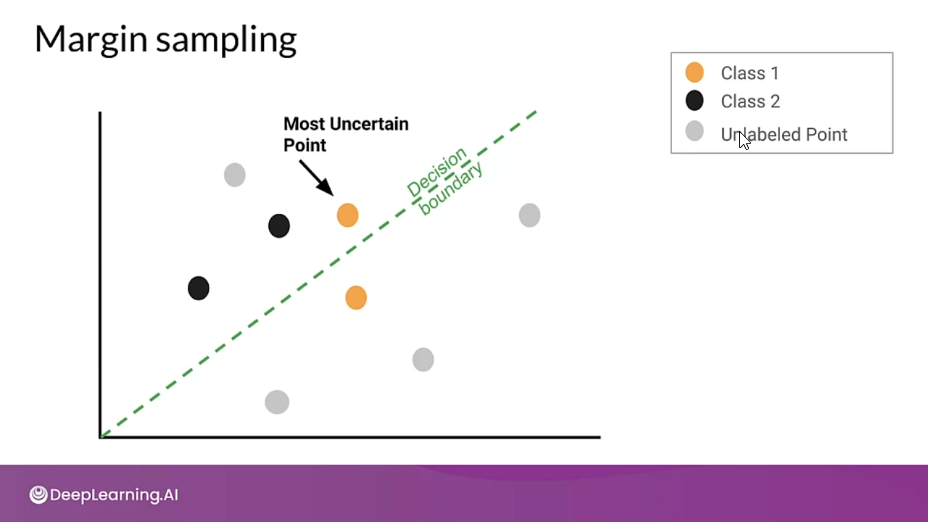 Margin sampling
Class 1
Class 2
Unlabeled Point
Most Uncertain
Point
Decision
boundary
DeepLearning.AI